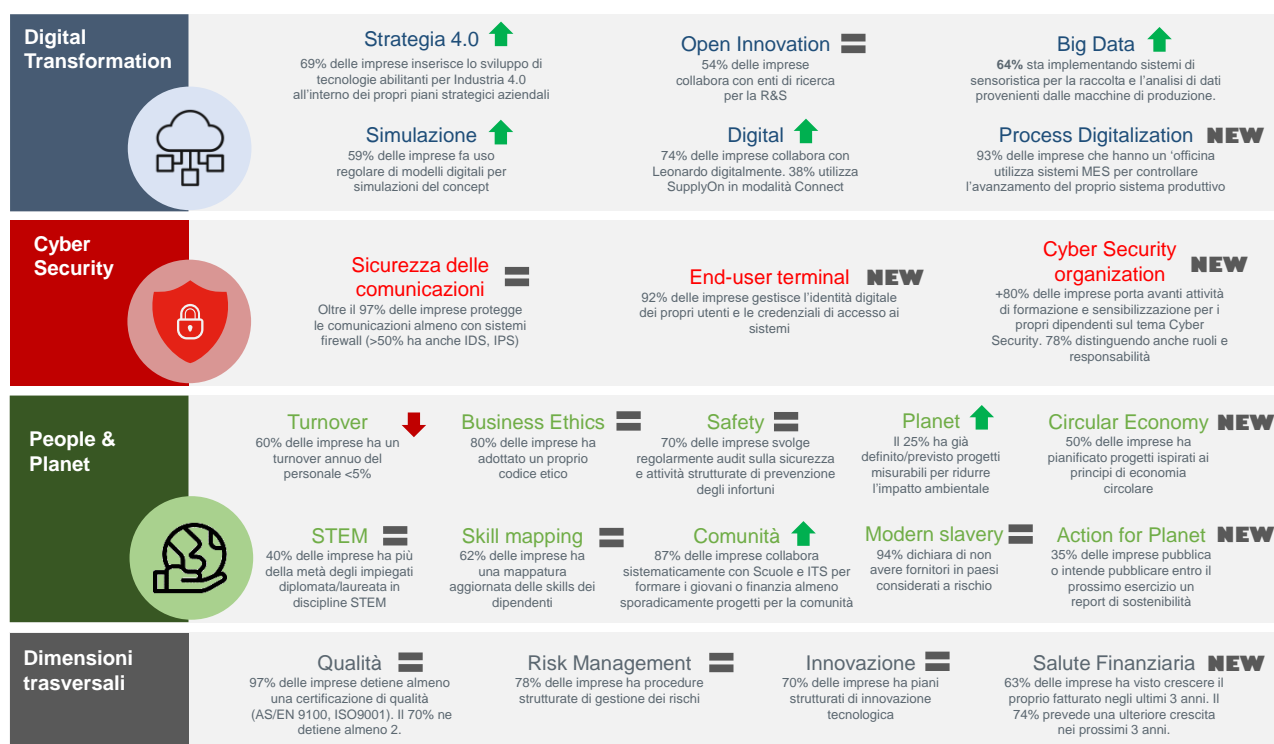 Digital
Transformation
Strategia 4.0
69% delle imprese inserisce lo sviluppo di
tecnologie abilitanti per Industria 4.0
all'interno dei propri piani strategici aziendali
Open Innovation
54% delle imprese
collabora con enti di ricerca
per la R&S
Big Data
64% sta implementando sistemi di
sensoristica per la raccolta e l'analisi di dati
provenienti dalle macchine di produzione.
Simulazione
59% delle imprese fa uso
regolare di modelli digitali per
simulazioni del concept
Digital
74% delle imprese collabora con
Leonardo digitalmente. 38% utilizza
SupplyOn in modalità Connect
Process Digitalization NEW
93% delle imprese che hanno un 'officina
utilizza sistemi MES per controllare
l'avanzamento del proprio sistema produttivo
Cyber
Security
Sicurezza delle
comunicazioni
Oltre il 97% delle imprese protegge
le comunicazioni almeno con sistemi
firewall (>50% ha anche IDS, IPS)
End-user terminal NEW
92% delle imprese gestisce l'identità digitale
dei propri utenti e le credenziali di accesso ai
sistemi
Cyber Security
organization NEW
+80% delle imprese porta avanti attività
di formazione e sensibilizzazione per i
propri dipendenti sul tema Cyber
Security. 78% distinguendo anche ruoli e
responsabilità
People &
Planet
Turnover
60% delle imprese ha un
turnover annuo del
personale <5%
Business Ethics
80% delle imprese ha
adottato un proprio
codice etico
Safety
70% delle imprese svolge
regolarmente audit sulla sicurezza
e attività strutturate di prevenzione
degli infortuni
Planet
Il 25% ha già
definito/previsto progetti
misurabili per ridurre
l'impatto ambientale
Circular Economy NEW
50% delle imprese ha
pianificato progetti ispirati ai
principi di economia
circolare
STEM
40% delle imprese ha più
della metà degli impiegati
diplomata/laureata in
discipline STEM
Skill mapping
62% delle imprese ha
una mappatura
aggiornata delle skills dei
dipendenti
Comunità
87% delle imprese collabora
sistematicamente con Scuole e ITS per
formare i giovani o finanzia almeno
sporadicamente progetti per la comunità
Modern slavery
94% dichiara di non
avere fornitori in paesi
considerati a rischio
Action for Planet NEW
35% delle imprese pubblica
o intende pubblicare entro il
prossimo esercizio un
report di sostenibilità
Dimensioni
trasversali
Qualità
97% delle imprese detiene almeno
una certificazione di qualità
(AS/EN 9100, ISO9001). Il 70% ne
detiene almeno 2.
Risk Management
78% delle imprese ha procedure
strutturate di gestione dei rischi
Innovazione
70% delle imprese ha piani
strutturati di innovazione
tecnologica
Salute Finanziaria NEW
63% delle imprese ha visto crescere il
proprio fatturato negli ultimi 3 anni. Il
74% prevede una ulteriore crescita
nei prossimi 3 anni.